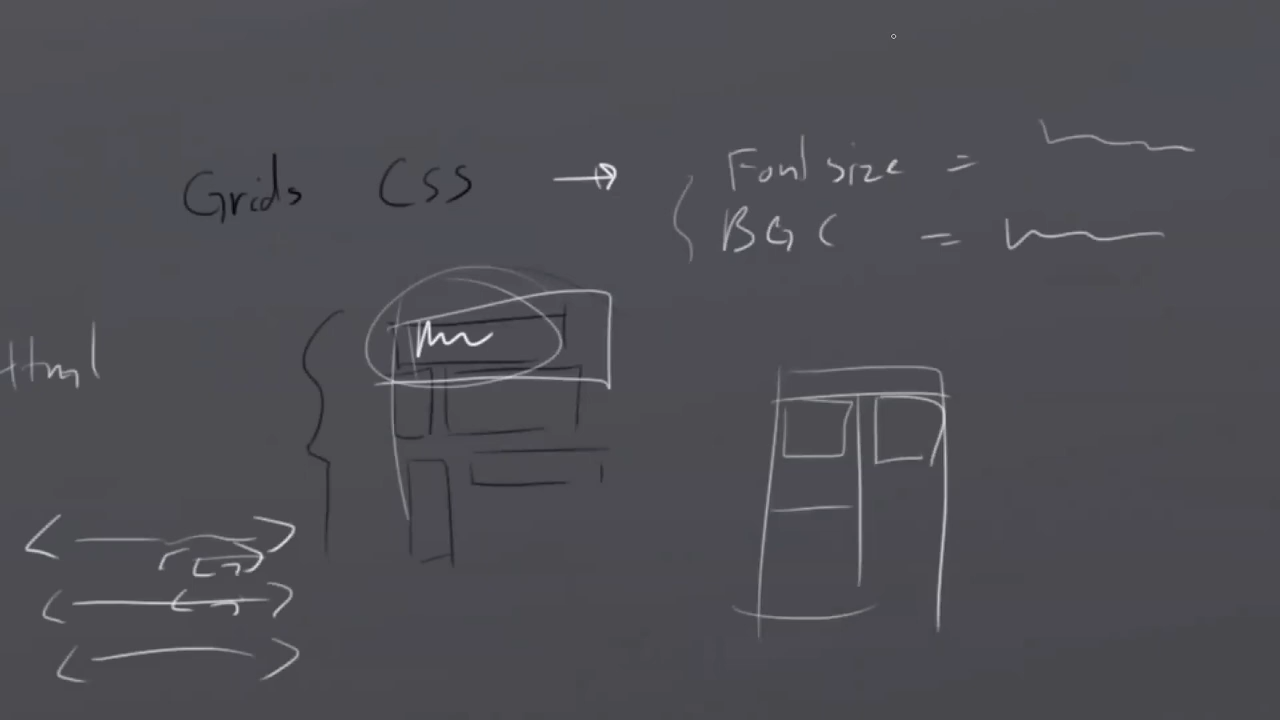 Grids CSS → Font size =
BGC =
Html